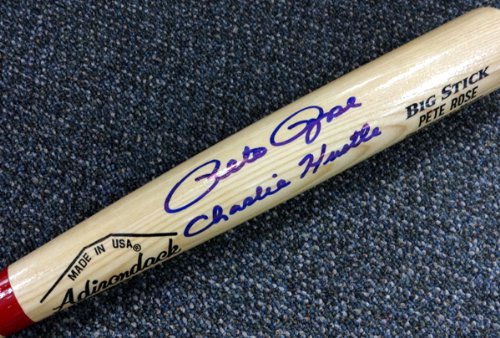 MADE IN USA®
Adirondack
Pete Rose
Charlie Hustle
BIG STICK
PETE ROSE